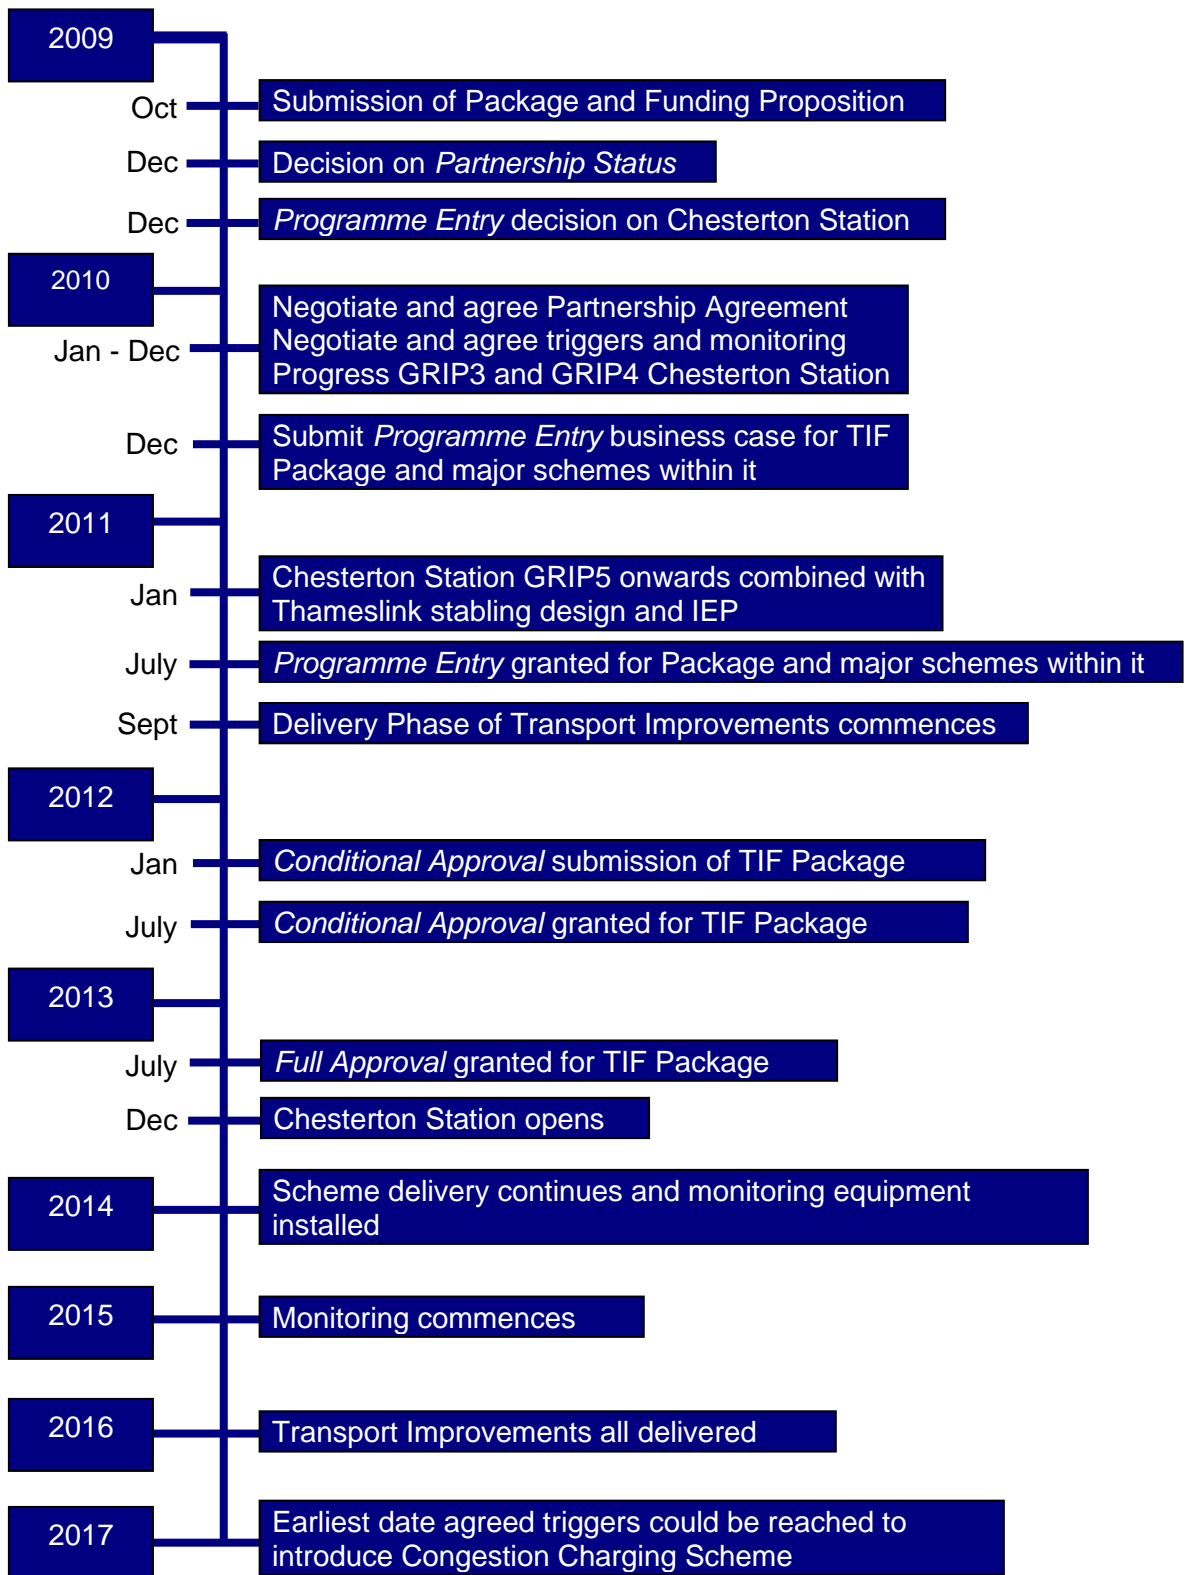 2009
Oct
Submission of Package and Funding Proposition
Dec
Decision on Partnership Status
Dec
Programme Entry decision on Chesterton Station
2010
Jan - Dec
Negotiate and agree Partnership Agreement
Negotiate and agree triggers and monitoring
Progress GRIP3 and GRIP4 Chesterton Station
Dec
Submit Programme Entry business case for TIF
Package and major schemes within it
2011
Jan
Chesterton Station GRIP5 onwards combined with
Thameslink stabling design and IEP
July
Programme Entry granted for Package and major schemes within it
Sept
Delivery Phase of Transport Improvements commences
2012
Jan
Conditional Approval submission of TIF Package
July
Conditional Approval granted for TIF Package
2013
July
Full Approval granted for TIF Package
Dec
Chesterton Station opens
2014
Scheme delivery continues and monitoring equipment
installed
2015
Monitoring commences
2016
Transport Improvements all delivered
2017
Earliest date agreed triggers could be reached to
introduce Congestion Charging Scheme